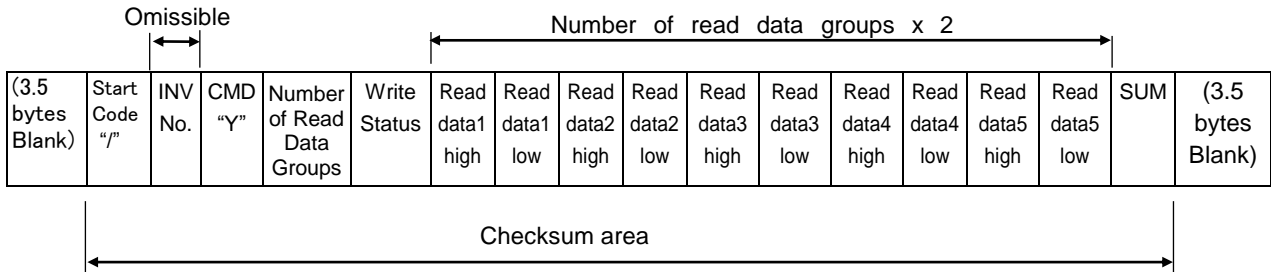 Omissible
Number of read data groups x 2
(3.5 bytes Blank)
Start Code “/”
INV No.
CMD “Y”
Number of Read Data Groups
Write Status
Read data1 high
Read data1 low
Read data2 high
Read data2 low
Read data3 high
Read data3 low
Read data4 high
Read data4 low
Read data5 high
Read data5 low
SUM
(3.5 bytes Blank)
Checksum area